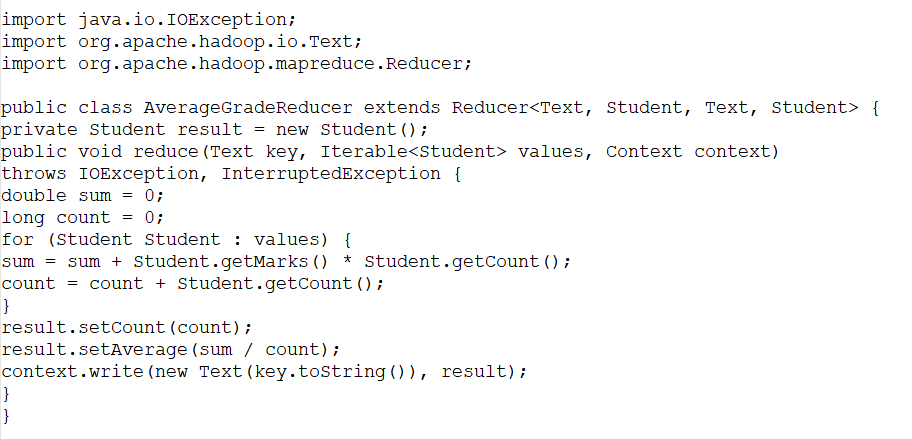 import java.io.IOException;
import org.apache.hadoop.io.Text;
import org.apache.hadoop.mapreduce.Reducer;

public class AverageGradeReducer extends Reducer<Text, Student, Text, Student> {
private Student result = new Student();
public void reduce(Text key, Iterable<Student> values, Context context)
throws IOException, InterruptedException {
double sum = 0;
long count = 0;
for (Student Student : values) {
sum = sum + Student.getMarks() * Student.getCount();
count = count + Student.getCount();
}
result.setCount(count);
result.setAverage(sum / count);
context.write(new Text(key.toString()), result);
}
}